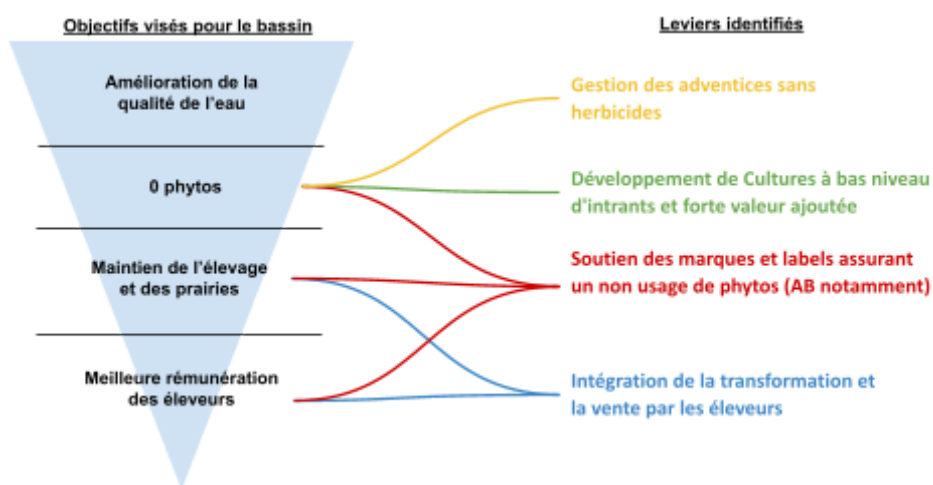 Objectifs visés pour le bassin
Amélioration de la
qualité de l'eau
0 phytos
Maintien de l'élevage
et des prairies
Meilleure rémunération
des éleveurs
Leviers identifiés
Gestion des adventices sans
herbicides
Développement de Cultures à bas niveau
d'intrants et forte valeur ajoutée
Soutien des marques et labels assurant
un non usage de phytos (AB notamment)
Intégration de la transformation et
la vente par les éleveurs